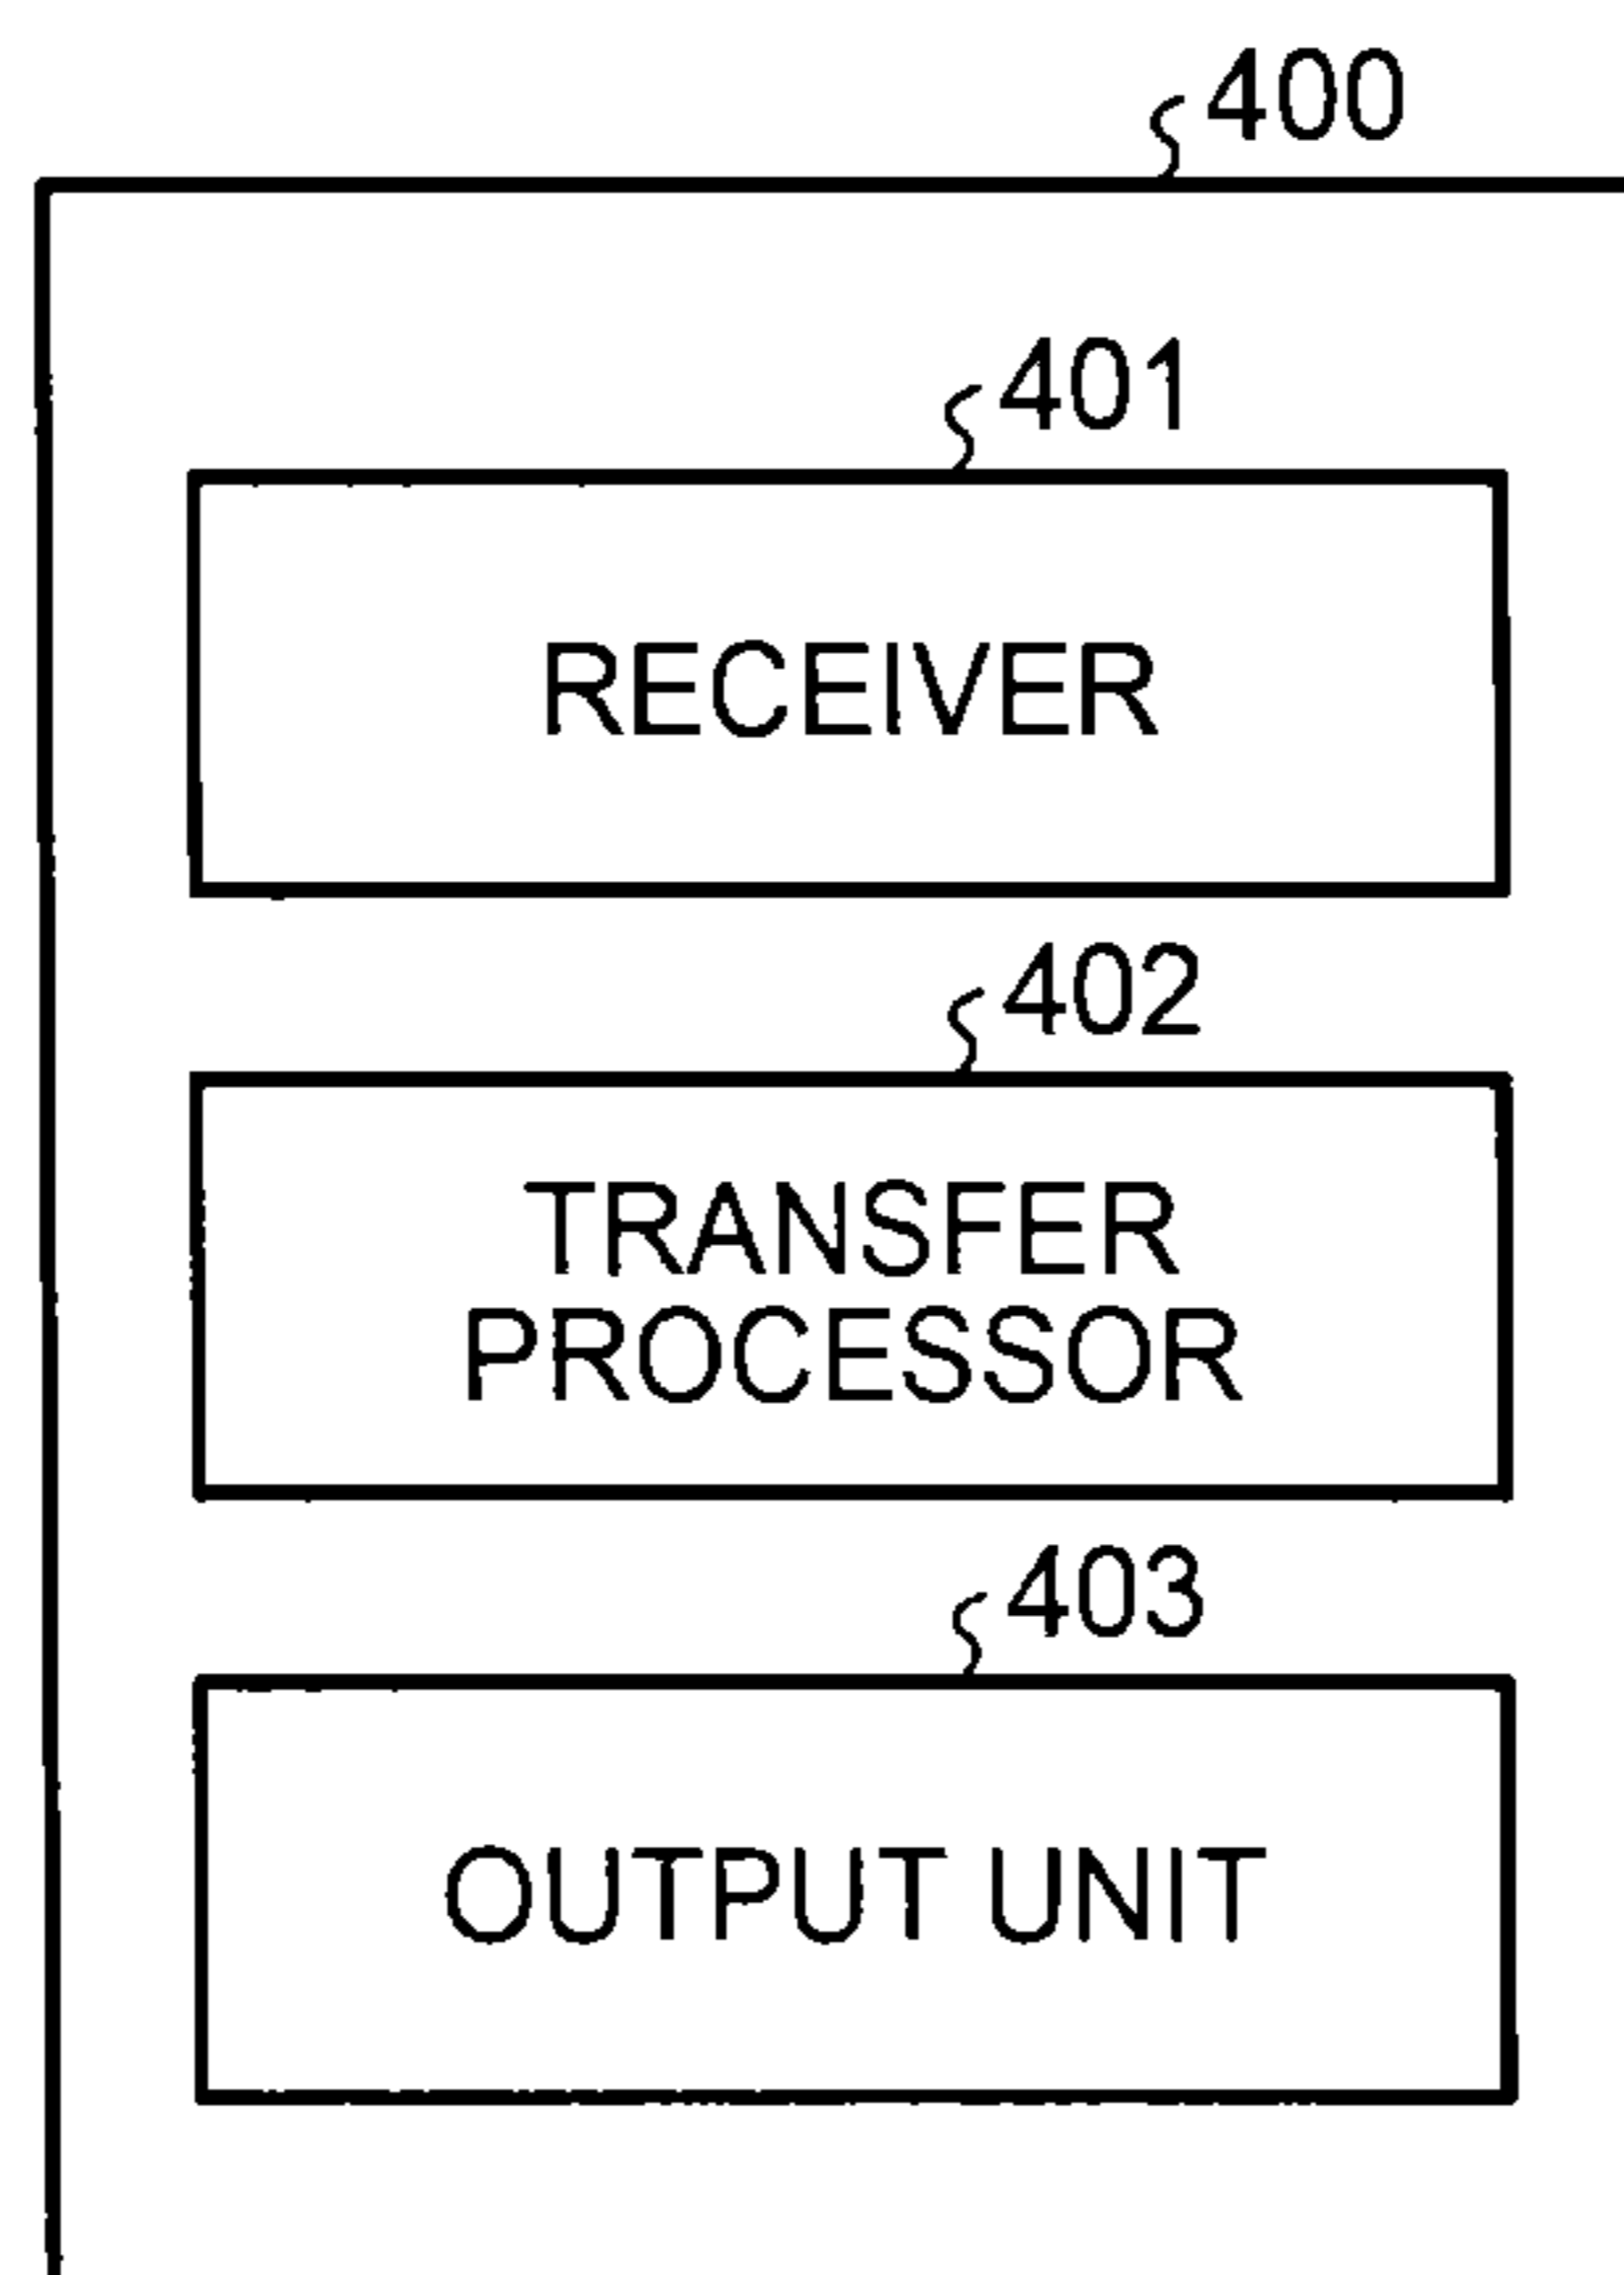 400
401
RECEIVER
402
TRANSFER
PROCESSOR
403
OUTPUT UNIT